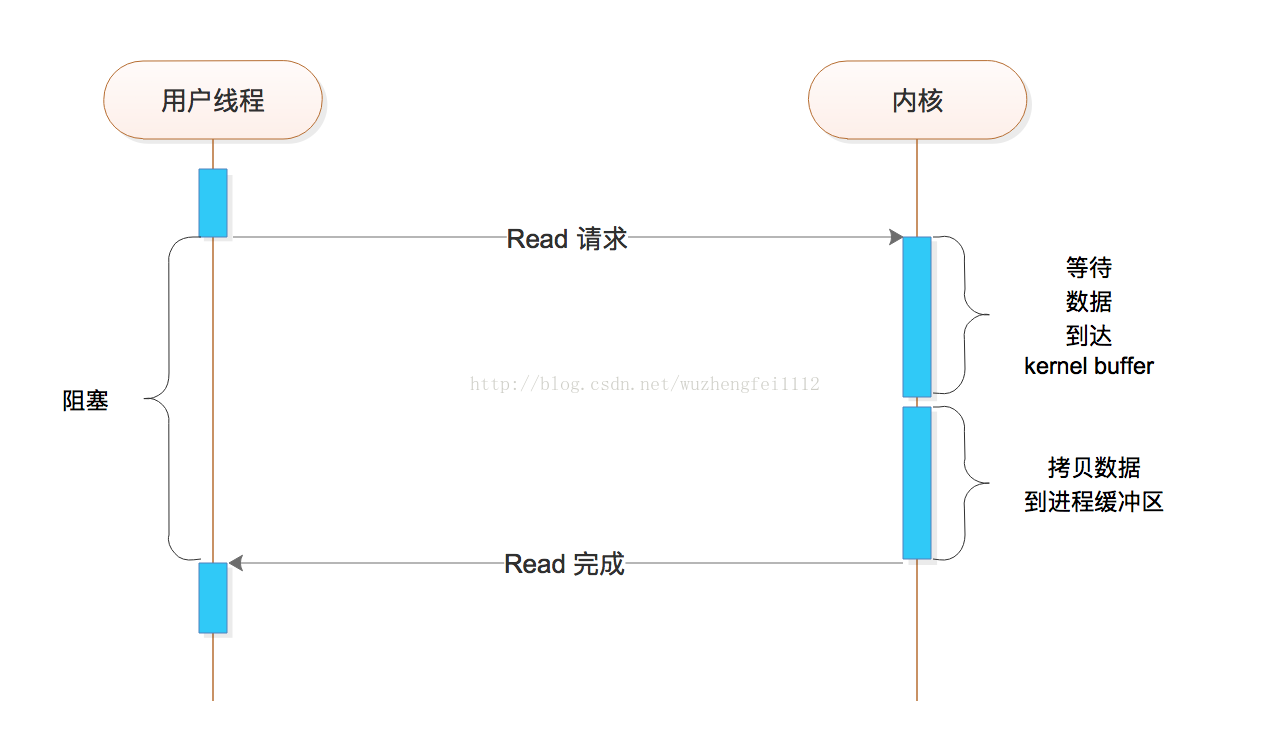 用户线程
内核
Read 请求
等待
数据
到达
kernel buffer
http://blog.csdn.net/wuzhengfei1112
阻塞
拷贝数据
到进程缓冲区
Read 完成